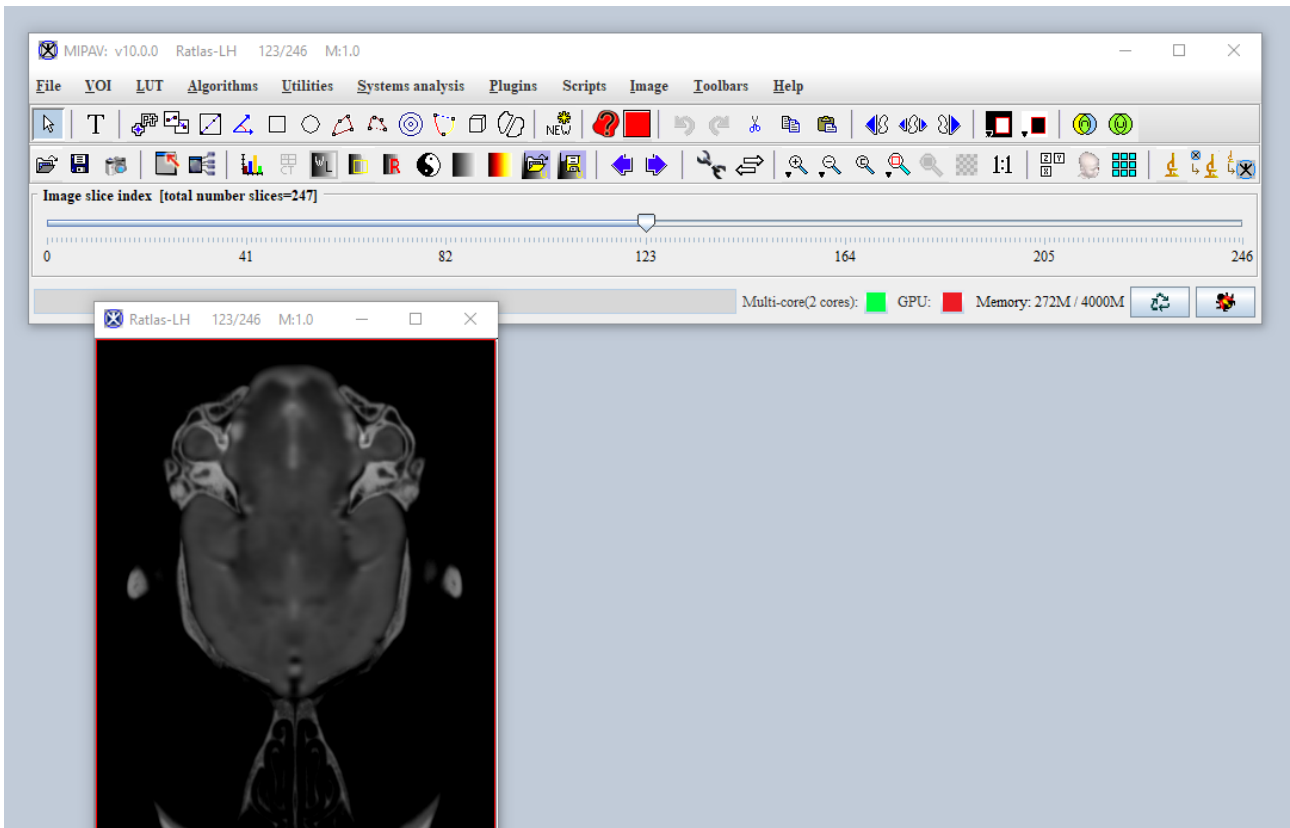 MIPAV: v10.0.0 Ratlas-LH 123/246 M:1.0
File VOI LUT Algorithms Utilities Systems analysis Plugins Scripts Image Toolbars Help
T NEW ?
CT WL R 1:1 Z Y X
Image slice index [total number slices=247]
0 41 82 123 164 205 246
Multi-core(2 cores): GPU: Memory: 272M / 4000M
Ratlas-LH 123/246 M:1.0